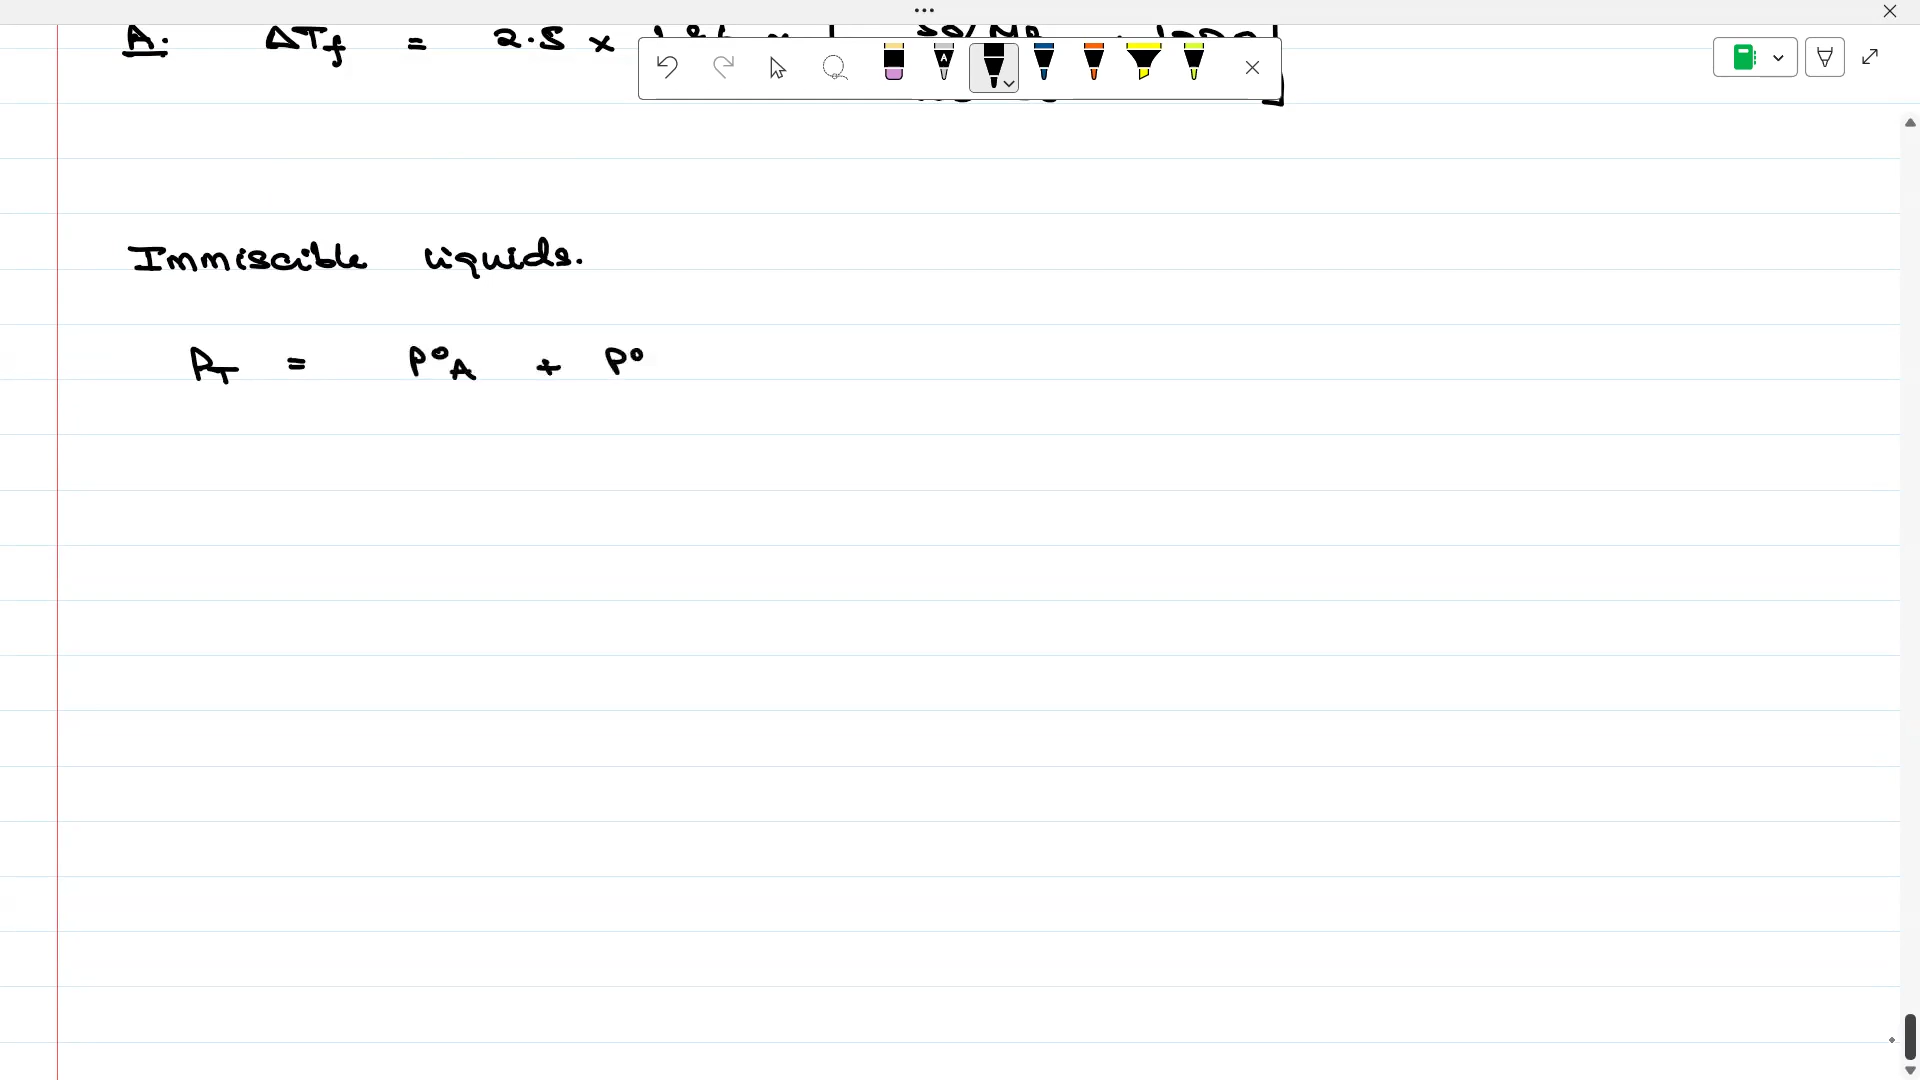 A: ΔTf = 2.5 ×
Immiscible liquids.
PT = P°A + P°